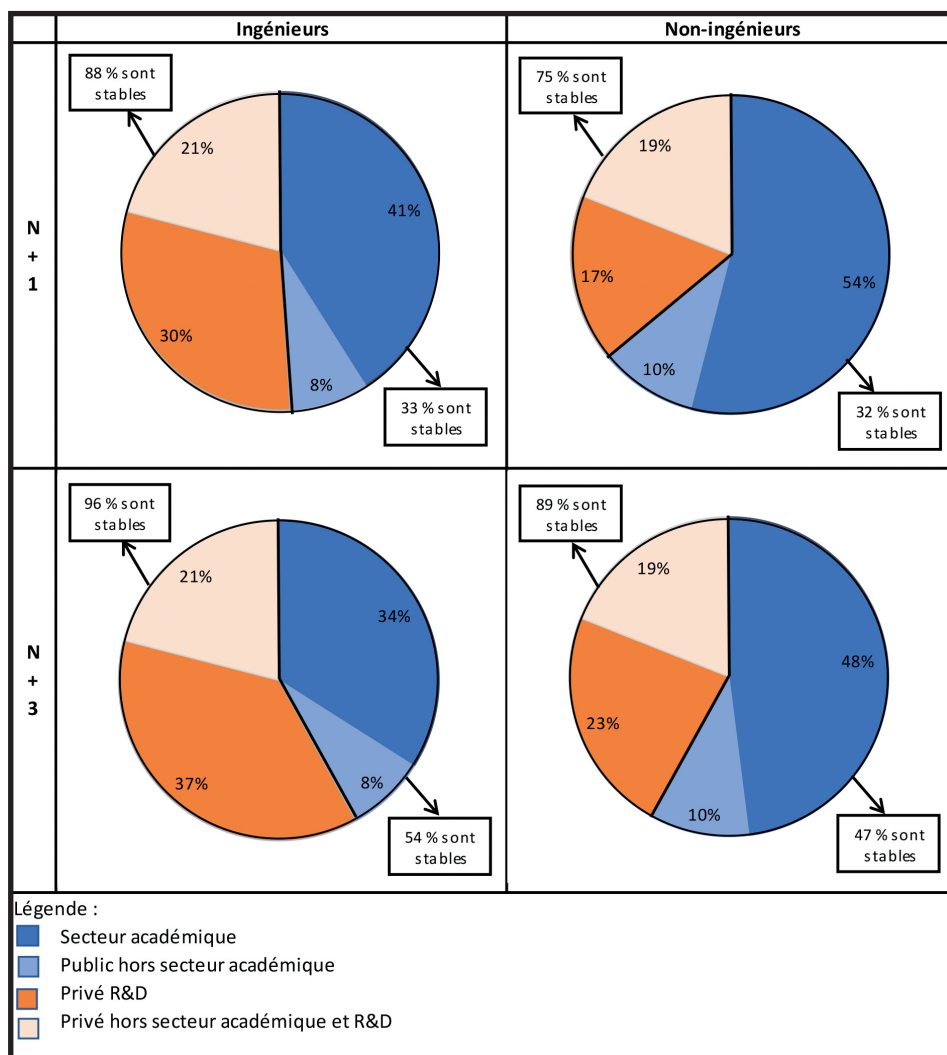 Ingénieurs
Non-ingénieurs
N
+
1
88 % sont
stables
21%
41%
30%
8%
33 % sont
stables
75 % sont
stables
19%
54%
17%
10%
32 % sont
stables
N
+
3
96 % sont
stables
21%
34%
37%
8%
54 % sont
stables
89 % sont
stables
19%
48%
23%
10%
47 % sont
stables
Légende :
Secteur académique
Public hors secteur académique
Privé R&D
Privé hors secteur académique et R&D